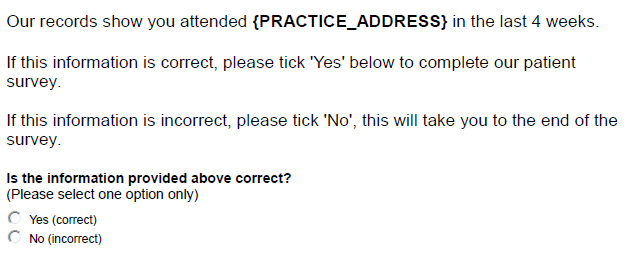 Our records show you attended {PRACTICE_ADDRESS} in the last 4 weeks.
If this information is correct, please tick 'Yes' below to complete our patient
survey.
If this information is incorrect, please tick 'No', this will take you to the end of the
survey.
Is the information provided above correct?
(Please select one option only)
Yes (correct)
No (incorrect)